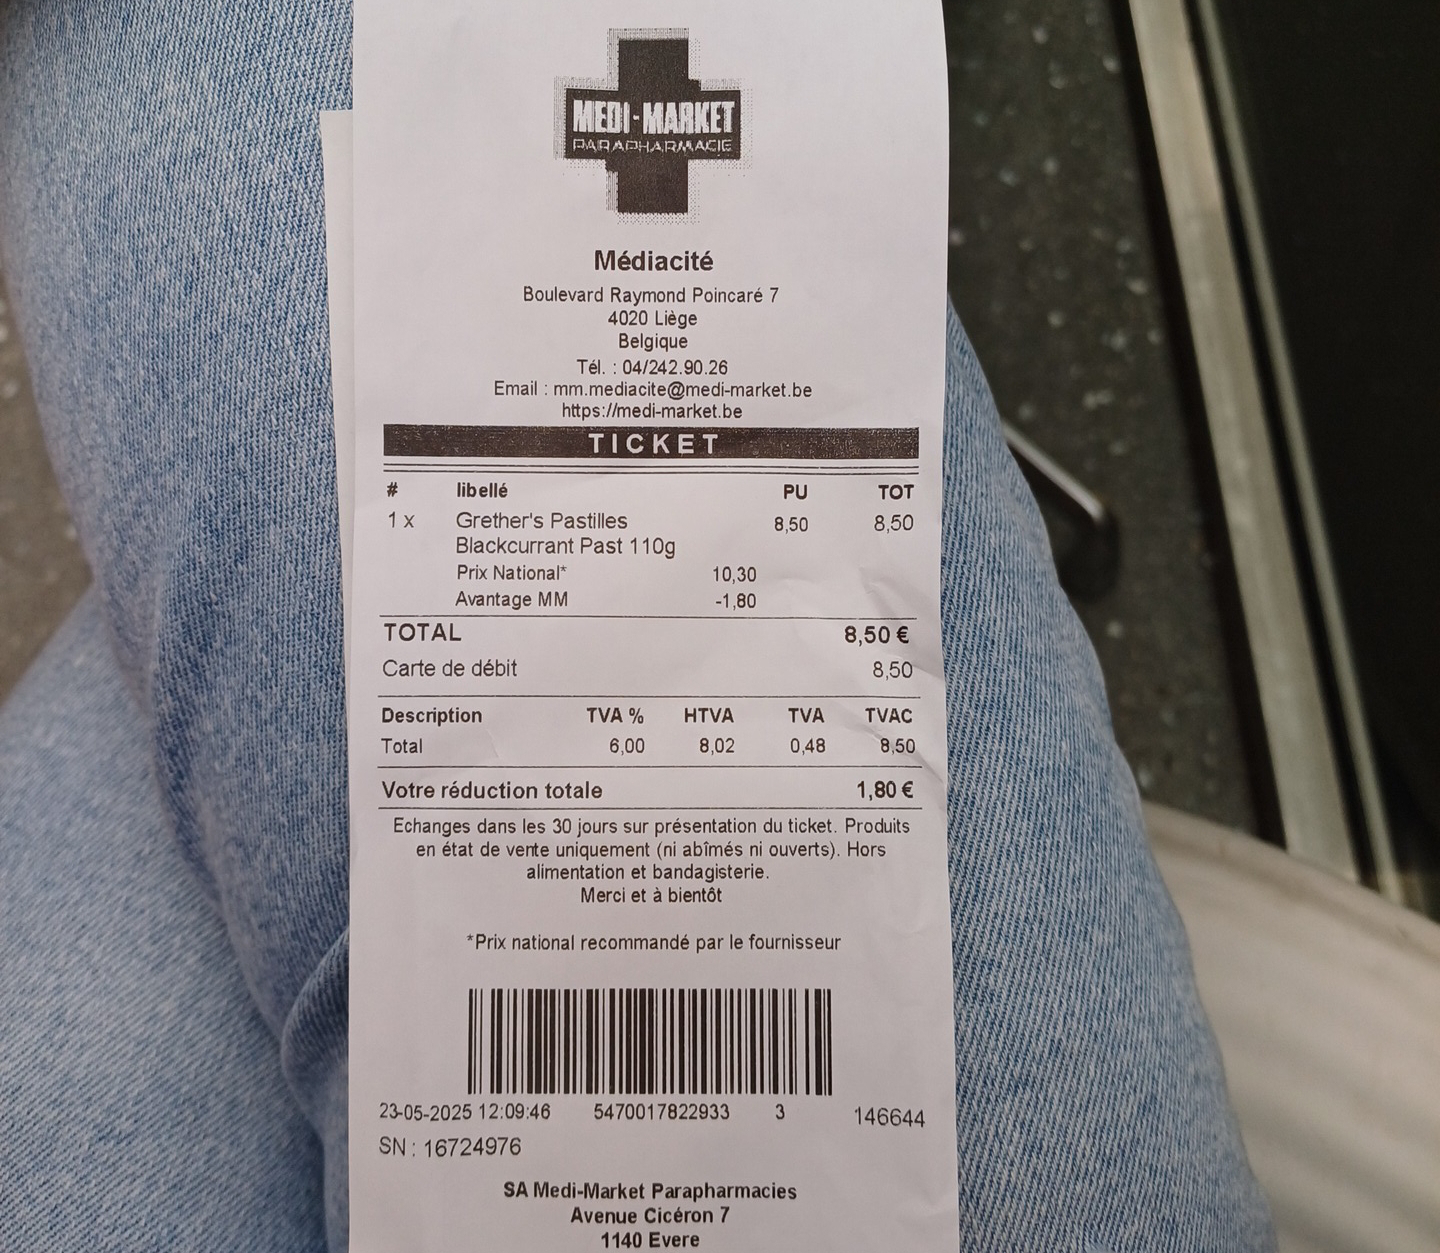 MEDI-MARKET
PARAPHARMACIE
Médiacité
Boulevard Raymond Poincaré 7
4020 Liège
Belgique
Tél. : 04/242.90.26
Email : mm.mediacite@medi-market.be
https://medi-market.be
TICKET
# libellé PU TOT
1 x Grether's Pastilles 8,50 8,50
Blackcurrant Past 110g
Prix National* 10,30
Avantage MM -1,80
TOTAL 8,50 €
Carte de débit 8,50
Description TVA % HTVA TVA TVAC
Total 6,00 8,02 0,48 8,50
Votre réduction totale 1,80 €
Echanges dans les 30 jours sur présentation du ticket. Produits
en état de vente uniquement (ni abîmés ni ouverts). Hors
alimentation et bandagisterie.
Merci et à bientôt
*Prix national recommandé par le fournisseur
23-05-2025 12:09:46 5470017822933 3 146644
SN : 16724976
SA Medi-Market Parapharmacies
Avenue Cicéron 7
1140 Evere